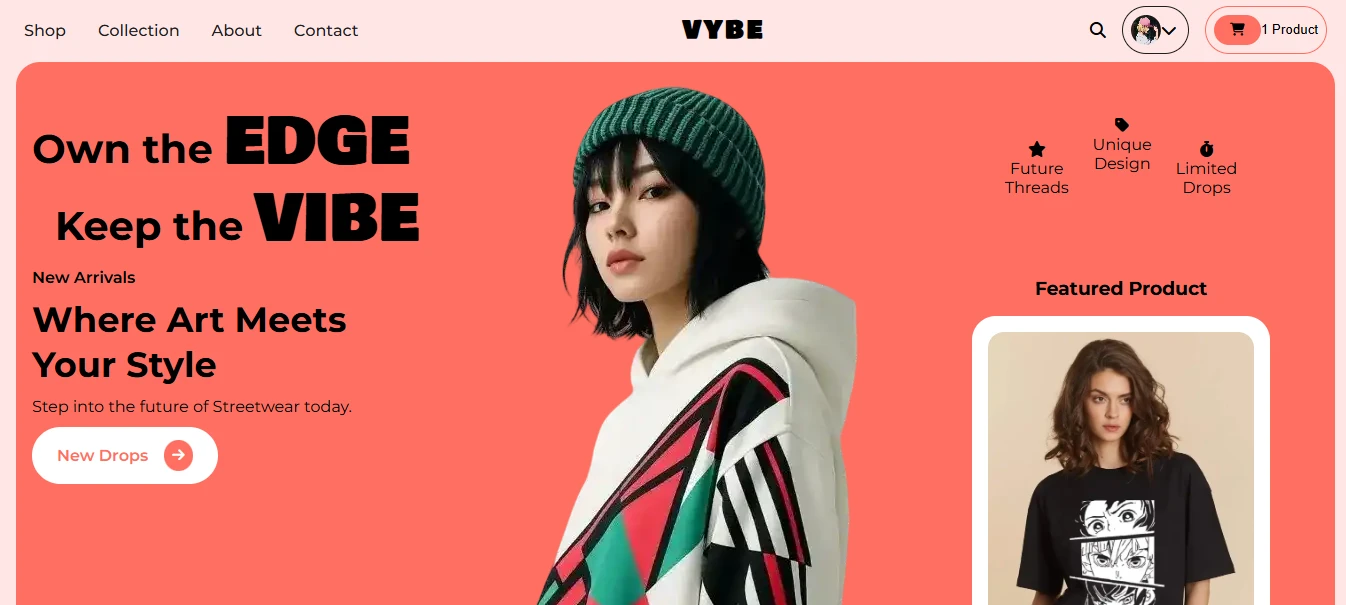 Shop Collection About Contact
VYBE
1 Product
Own the EDGE
Keep the VIBE
New Arrivals
Where Art Meets
Your Style
Step into the future of Streetwear today.
New Drops
Future
Threads
Unique
Design
Limited
Drops
Featured Product